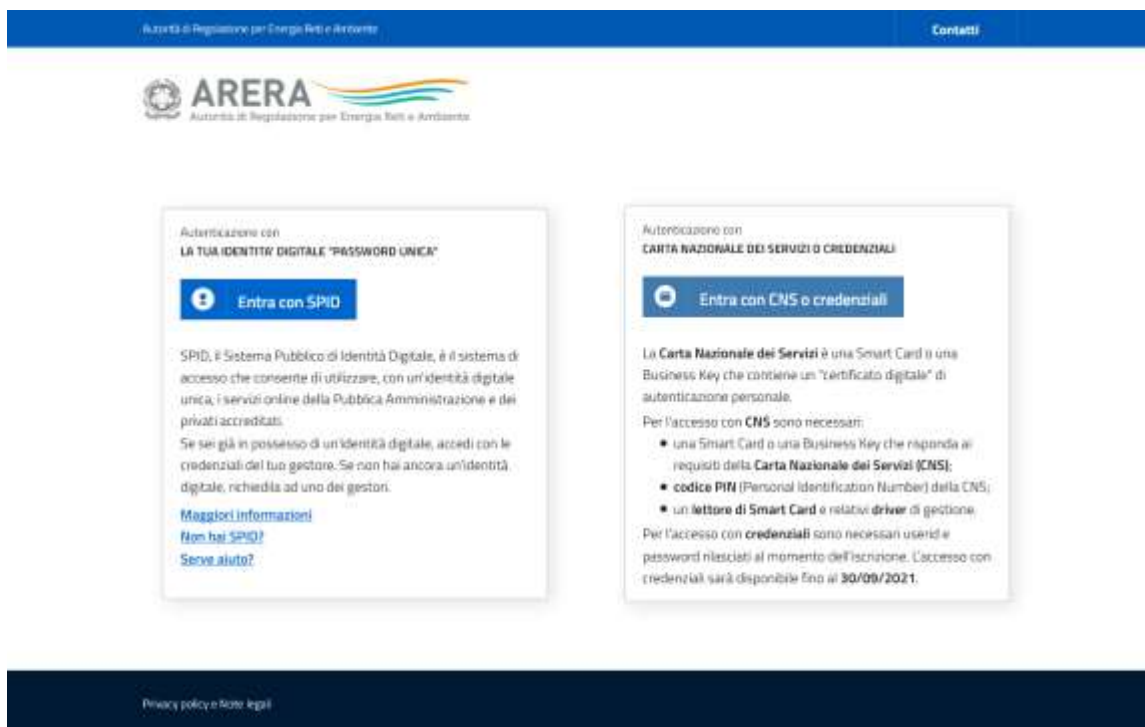 Autorità di Regolazione per Energia Reti e Ambiente
Contatti
ARERA
Autorità di Regolazione per Energia Reti e Ambiente
Autenticazione con
LA TUA IDENTITA' DIGITALE "PASSWORD UNICA"
Entra con SPID
SPID, il Sistema Pubblico di Identità Digitale, è il sistema di
accesso che consente di utilizzare, con un'identità digitale
unica, i servizi online della Pubblica Amministrazione e dei
privati accreditati.
Se sei già in possesso di un'identità digitale, accedi con le
credenziali del tuo gestore. Se non hai ancora un'identità
digitale, richiedila ad uno dei gestori.
Maggiori informazioni
Non hai SPID?
Serve aiuto?
Autenticazione con
CARTA NAZIONALE DEI SERVIZI O CREDENZIALI
Entra con CNS o credenziali
La Carta Nazionale dei Servizi è una Smart Card o una
Business Key che contiene un "certificato digitale" di
autenticazione personale.
Per l'accesso con CNS sono necessari:
• una Smart Card o una Business Key che risponda ai
requisiti della Carta Nazionale dei Servizi (CNS);
• codice PIN (Personal Identification Number) della CNS;
• un lettore di Smart Card e relativi driver di gestione.
Per l'accesso con credenziali sono necessari userid e
password rilasciati al momento dell'iscrizione. L'accesso con
credenziali sarà disponibile fino al 30/09/2021.
Privacy policy e Note legali